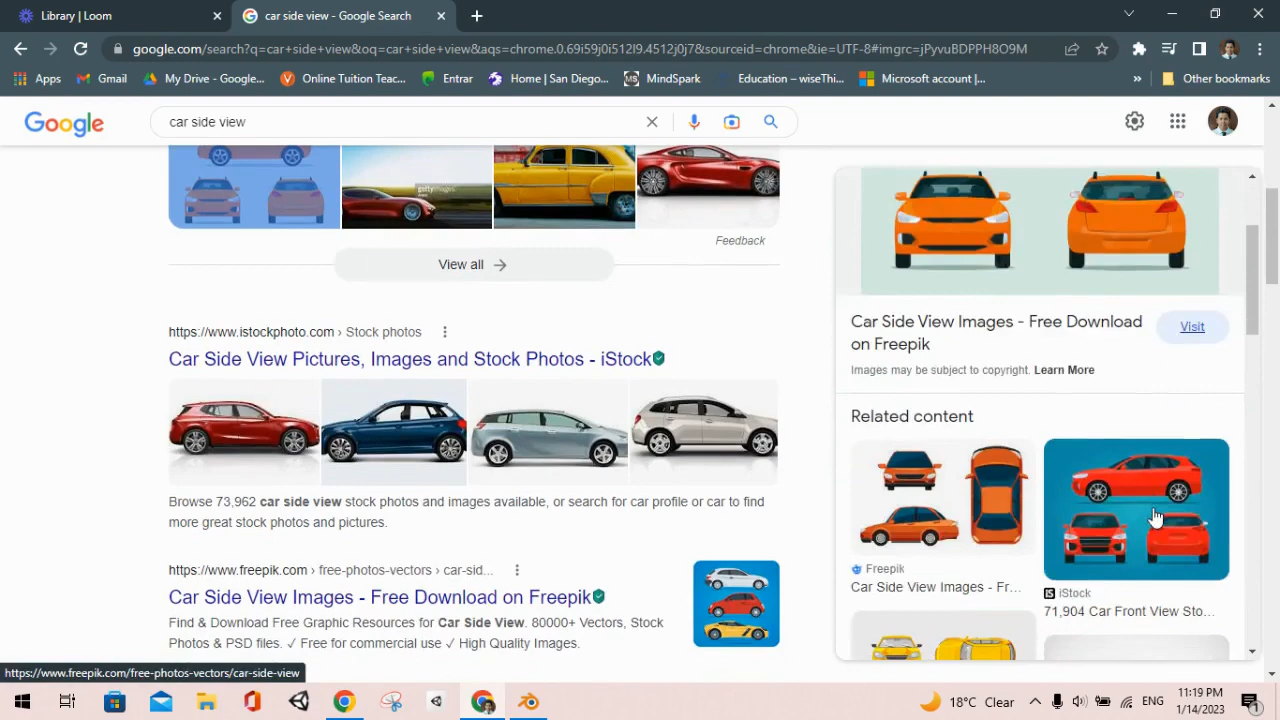 Library | Loom
car side view - Google Search
google.com/search?q=car+side+view&oq=car+side+view&aqs=chrome.0.69i59j0i512l9.4512j0j7&sourceid=chrome&ie=UTF-8#imgrc=jPyvuBDPPH8O9M
Apps
Gmail
My Drive - Google...
Online Tuition Teac...
Entrar
Home | San Diego...
MS
MindSpark
Education – wiseThi...
Microsoft account |...
»
Other bookmarks
Google
car side view
gettyimages
Feedback
View all
https://www.istockphoto.com › Stock photos
Car Side View Pictures, Images and Stock Photos - iStock
Browse 73,962 car side view stock photos and images available, or search for car profile or car to find
more great stock photos and pictures.
https://www.freepik.com › free-photos-vectors › car-sid...
Car Side View Images - Free Download on Freepik
Find & Download Free Graphic Resources for Car Side View. 80000+ Vectors, Stock
Photos & PSD files. ✓ Free for commercial use ✓ High Quality Images.
Car Side View Images - Free Download
on Freepik
Visit
Images may be subject to copyright. Learn More
Related content
Freepik
Car Side View Images - Fr...
iStock
71,904 Car Front View Sto...
https://www.freepik.com/free-photos-vectors/car-side-view
18°C Clear
ENG
11:19 PM
1/14/2023
1